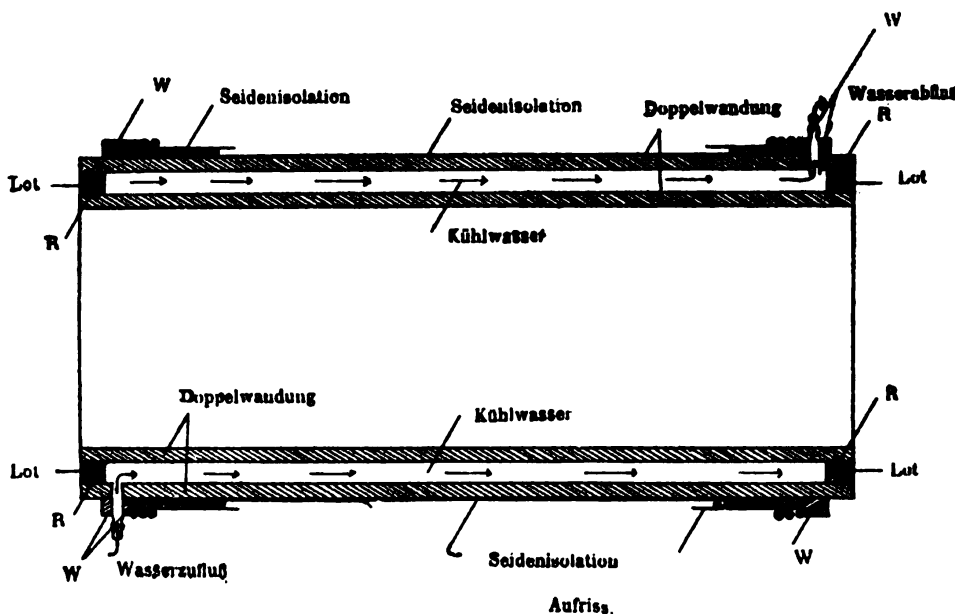 W
W
Seidenisolation
Seidenisolation
Doppelwandung
Wasserabfluß
R
Lot
Lot
R
Kühlwasser
Doppelwandung
Kühlwasser
R
Lot
Lot
R
W
Wasserzufluß
Seidenisolation
W
Aufriss.